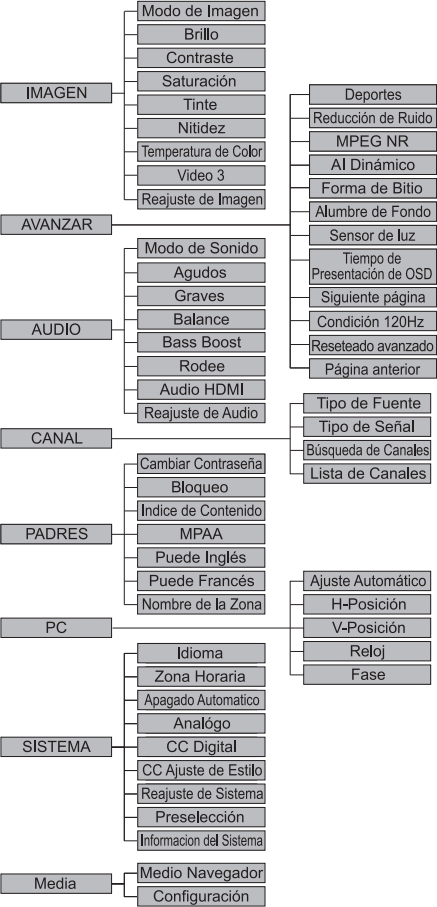 IMAGEN
Modo de Imagen
Brillo
Contraste
Saturación
Tinte
Nitidez
Temperatura de Color
Video 3
Reajuste de Imagen
AVANZAR
Deportes
Reducción de Ruido
MPEG NR
AI Dinámico
Forma de Bitio
Alumbre de Fondo
Sensor de luz
Tiempo de
Presentación de OSD
Siguiente página
Condición 120Hz
Reseteado avanzado
Página anterior
AUDIO
Modo de Sonido
Agudos
Graves
Balance
Bass Boost
Rodee
Audio HDMI
Reajuste de Audio
CANAL
Tipo de Fuente
Tipo de Señal
Búsqueda de Canales
Lista de Canales
PADRES
Cambiar Contraseña
Bloqueo
Indice de Contenido
MPAA
Puede Inglés
Puede Francés
Nombre de la Zona
PC
Ajuste Automático
H-Posición
V-Posición
Reloj
Fase
SISTEMA
Idioma
Zona Horaria
Apagado Automatico
Analógo
CC Digital
CC Ajuste de Estilo
Reajuste de Sistema
Preselección
Informacion del Sistema
Media
Medio Navegador
Configuración